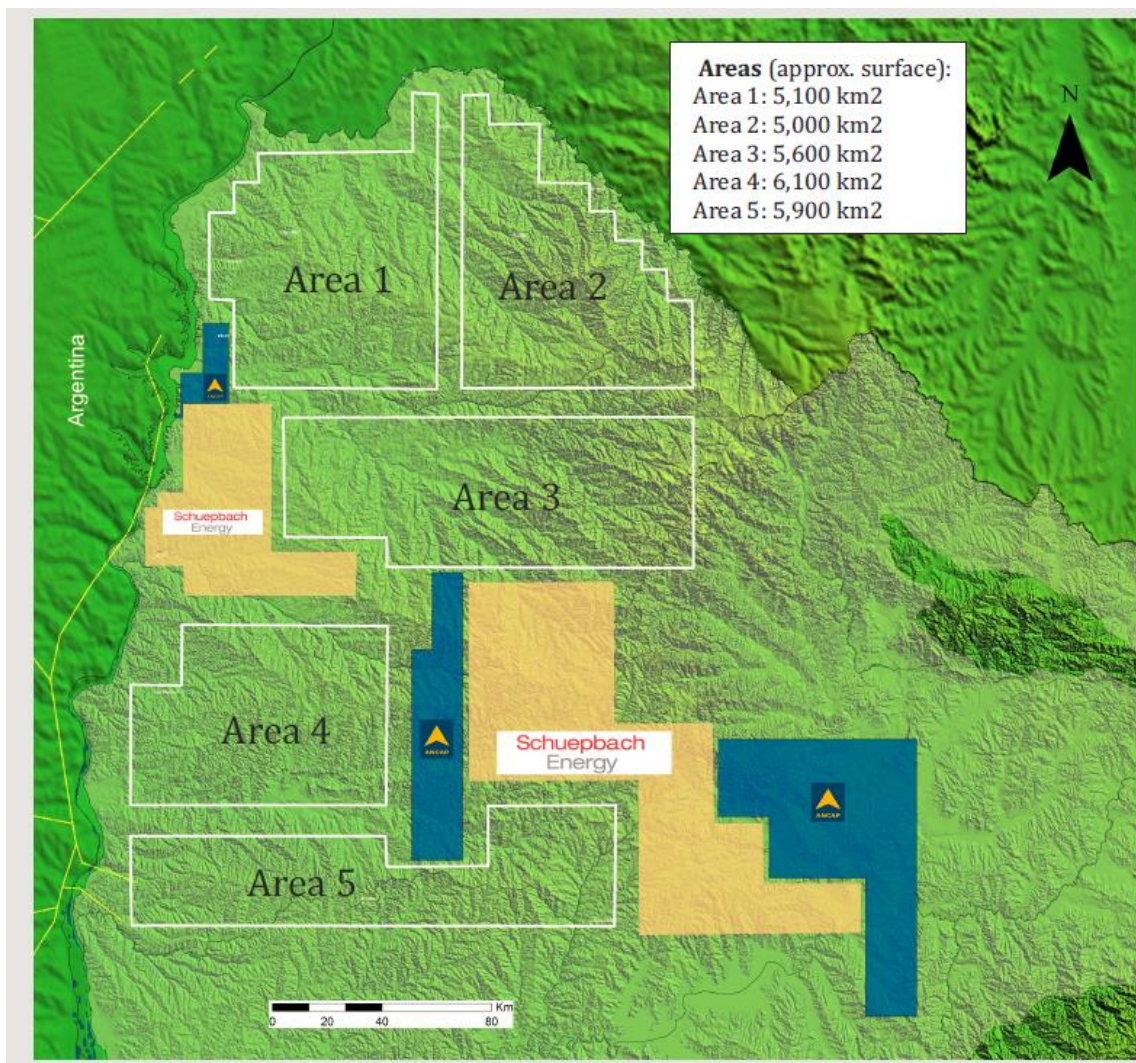 Areas (approx. surface):
Area 1: 5,100 km2
Area 2: 5,000 km2
Area 3: 5,600 km2
Area 4: 6,100 km2
Area 5: 5,900 km2
N
Area 1
Area 2
Argentina
ANCAP
Area 3
Schuepbach
Energy
Area 4
ANCAP
Schuepbach
Energy
ANCAP
Area 5
Km
0 20 40 80